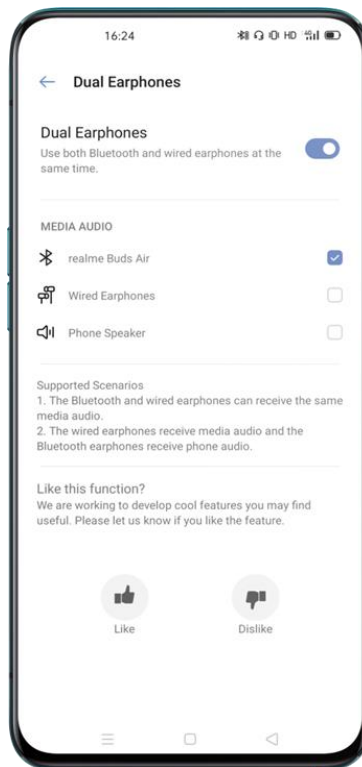 16:24
HD 4G
Dual Earphones
Dual Earphones
Use both Bluetooth and wired earphones at the
same time.
MEDIA AUDIO
realme Buds Air
Wired Earphones
Phone Speaker
Supported Scenarios
1. The Bluetooth and wired earphones can receive the same
media audio.
2. The wired earphones receive media audio and the
Bluetooth earphones receive phone audio.
Like this function?
We are working to develop cool features you may find
useful. Please let us know if you like the feature.
Like
Dislike